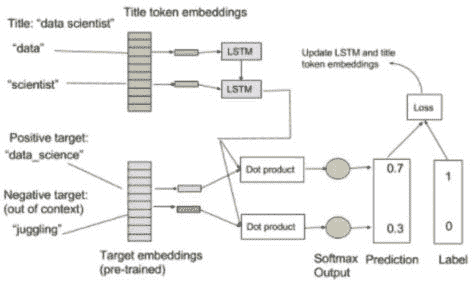 Title token embeddings
Title: “data scientist”
“data”
“scientist”
LSTM
LSTM
Update LSTM and title
token embeddings
Loss
Positive target:
“data_science”
Negative target:
(out of context)
“juggling”
Target embeddings
(pre-trained)
Dot product
Dot product
Softmax
Output
0.7
0.3
Prediction
1
0
Label